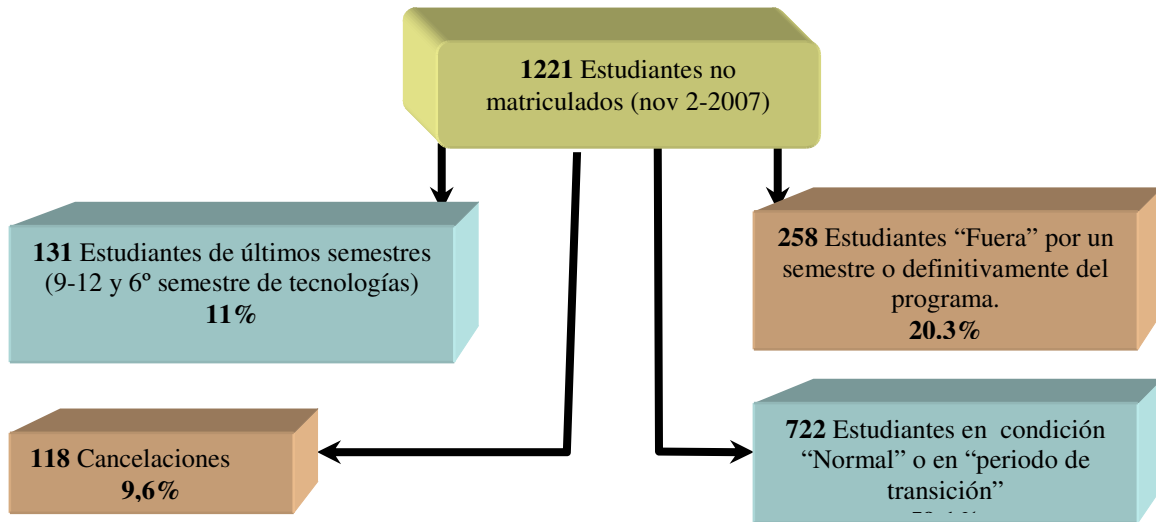 1221 Estudiantes no
matriculados (nov 2-2007)
131 Estudiantes de últimos semestres
(9-12 y 6º semestre de tecnologías)
11%
258 Estudiantes “Fuera” por un
semestre o definitivamente del
programa.
20.3%
118 Cancelaciones
9,6%
722 Estudiantes en condición
“Normal” o en “periodo de
transición”